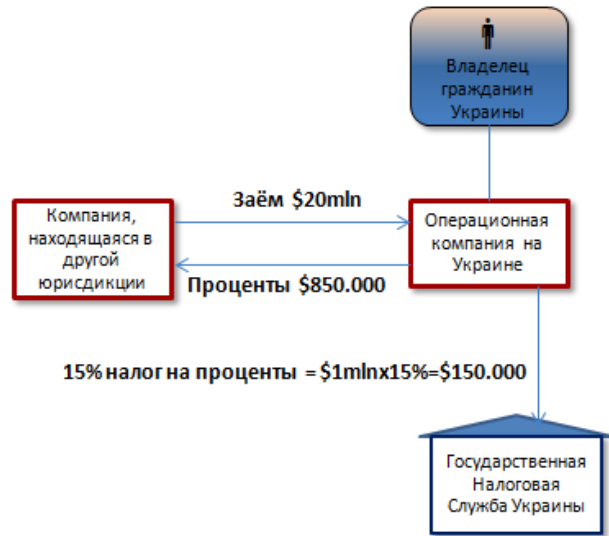 Владелец
гражданин
Украины
Заём $20mln
Компания,
находящаяся в
другой
юрисдикции
Операционная
компания на
Украине
Проценты $850.000
15% налог на проценты = $1mlnx15%=$150.000
Государственная
Налоговая
Служба Украины